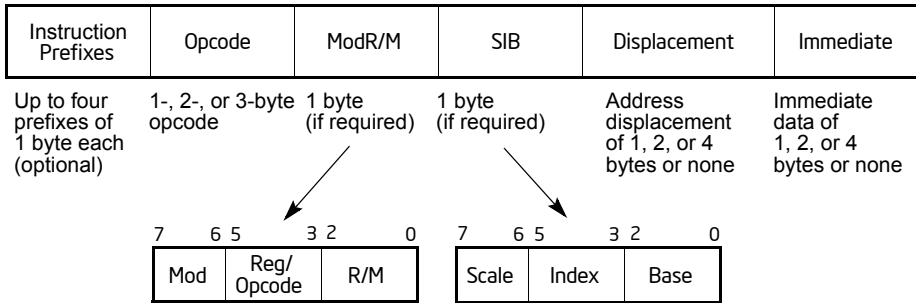 Instruction
Prefixes
Opcode
ModR/M
SIB
Displacement
Immediate
Up to four
prefixes of
1 byte each
(optional)
1-, 2-, or 3-byte
opcode
1 byte
(if required)
1 byte
(if required)
Address
displacement
of 1, 2, or 4
bytes or none
Immediate
data of
1, 2, or 4
bytes or none
7 6 5 3 2 0
Mod
Reg/
Opcode
R/M
7 6 5 3 2 0
Scale
Index
Base